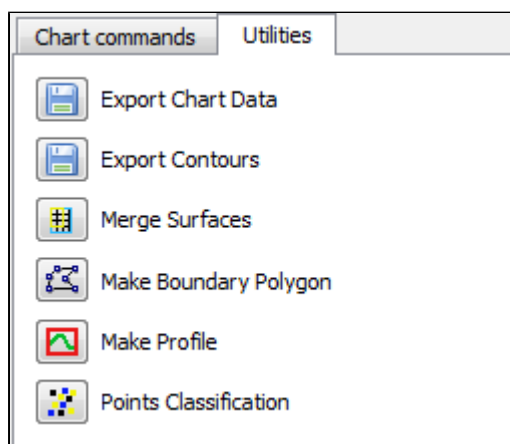 Chart commands Utilities
Export Chart Data
Export Contours
Merge Surfaces
Make Boundary Polygon
Make Profile
Points Classification